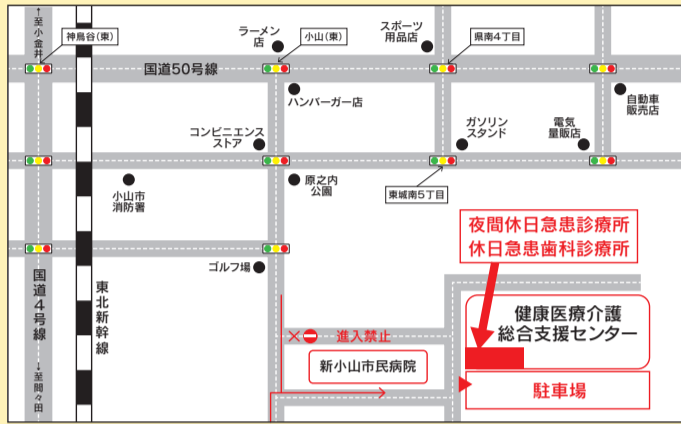 ↑至小金井
神鳥谷(東)
ラーメン
店
小山(東)
スポーツ
用品店
県南4丁目
国道50号線
ハンバーガー店
自動車
販売店
コンビニエンス
ストア
ガソリン
スタンド
電気
量販店
小山市
消防署
原之内
公園
東城南5丁目
夜間休日急患診療所
休日急患歯科診療所
ゴルフ場
国道4号線
東北新幹線
健康医療介護
総合支援センター
×進入禁止
新小山市民病院
駐車場
↓至間々田